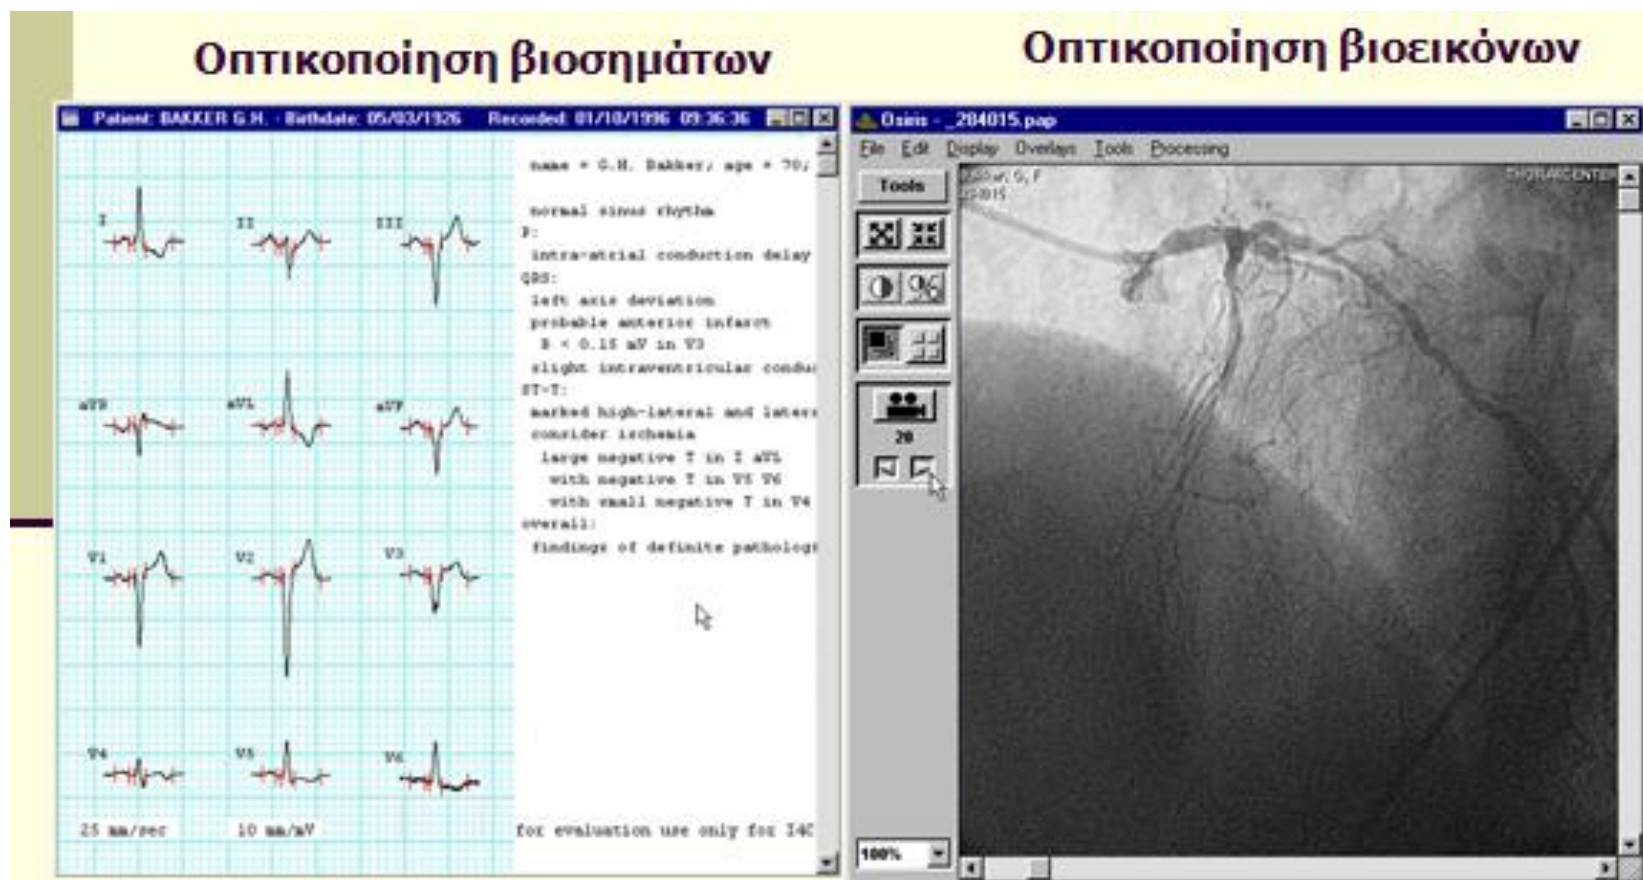 Οπτικοποίηση βιοσημάτων
Οπτικοποίηση βιοεικόνων
Patient: BAKKER G.H. - Birthdate: 05/03/1926 Recorded: 01/10/1996 09:36:36
name = G.H. Bakker; age = 70;
normal sinus rhythm
P:
intra-atrial conduction delay
QRS:
left axis deviation
probable anterior infarct
R < 0.15 mV in V3
slight intraventricular condu
ST-T:
marked high-lateral and later
consider ischemia
large negative T in I aVL
with negative T in V5 V6
with small negative T in V4
overall:
findings of definite patholog
I II III
aVR aVL aVF
V1 V2 V3
V4 V5 V6
25 mm/sec 10 mm/mV
for evaluation use only for I4C
Osiris - _284015.pap
File Edit Display Overlays Tools Processing
Tools
G, F
THORAXCENTER
20
100%